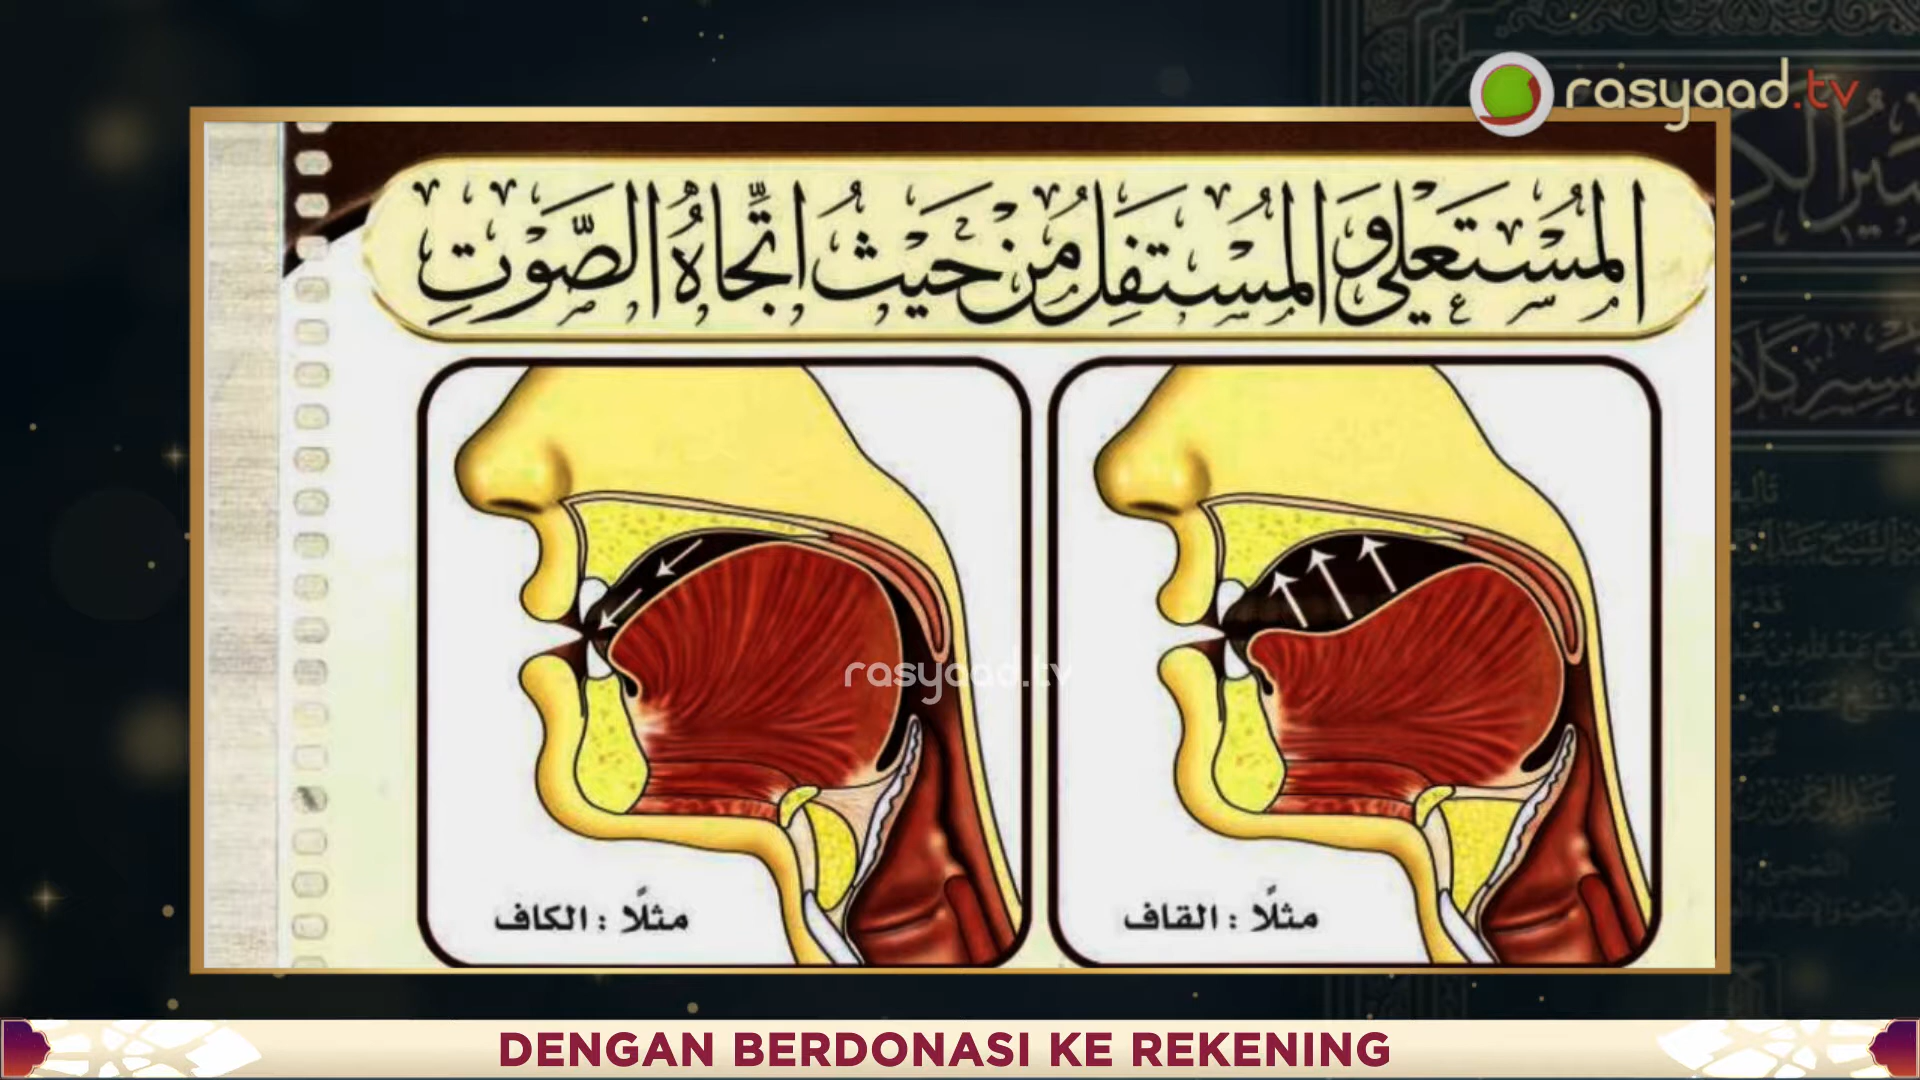 rasyaad.tv
المُسْتَعْلِي وَالمُسْتَفِلُ مِنْ حَيْثُ اتِّجَاهُ الصَّوْتِ
مثلًا : القاف
مثلًا : الكاف
rasyaad.tv
DENGAN BERDONASI KE REKENING